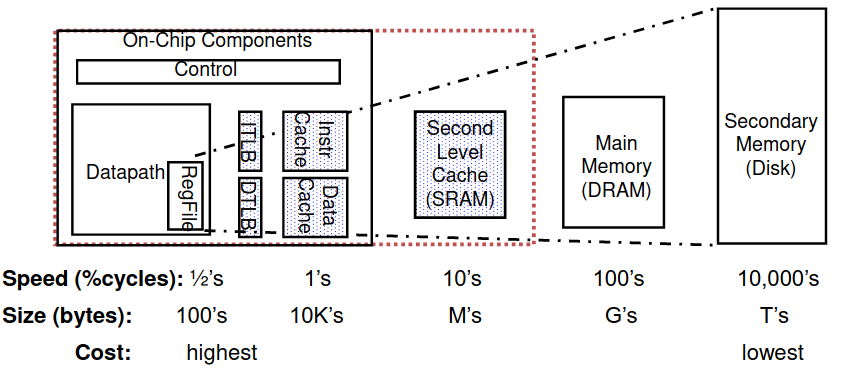 On-Chip Components
Control
Datapath
RegFile
ITLB
DTLB
Instr
Cache
Data
Cache
Second
Level
Cache
(SRAM)
Main
Memory
(DRAM)
Secondary
Memory
(Disk)
Speed (%cycles): ½’s 1’s 10’s 100’s 10,000’s
Size (bytes): 100’s 10K’s M’s G’s T’s
Cost: highest lowest